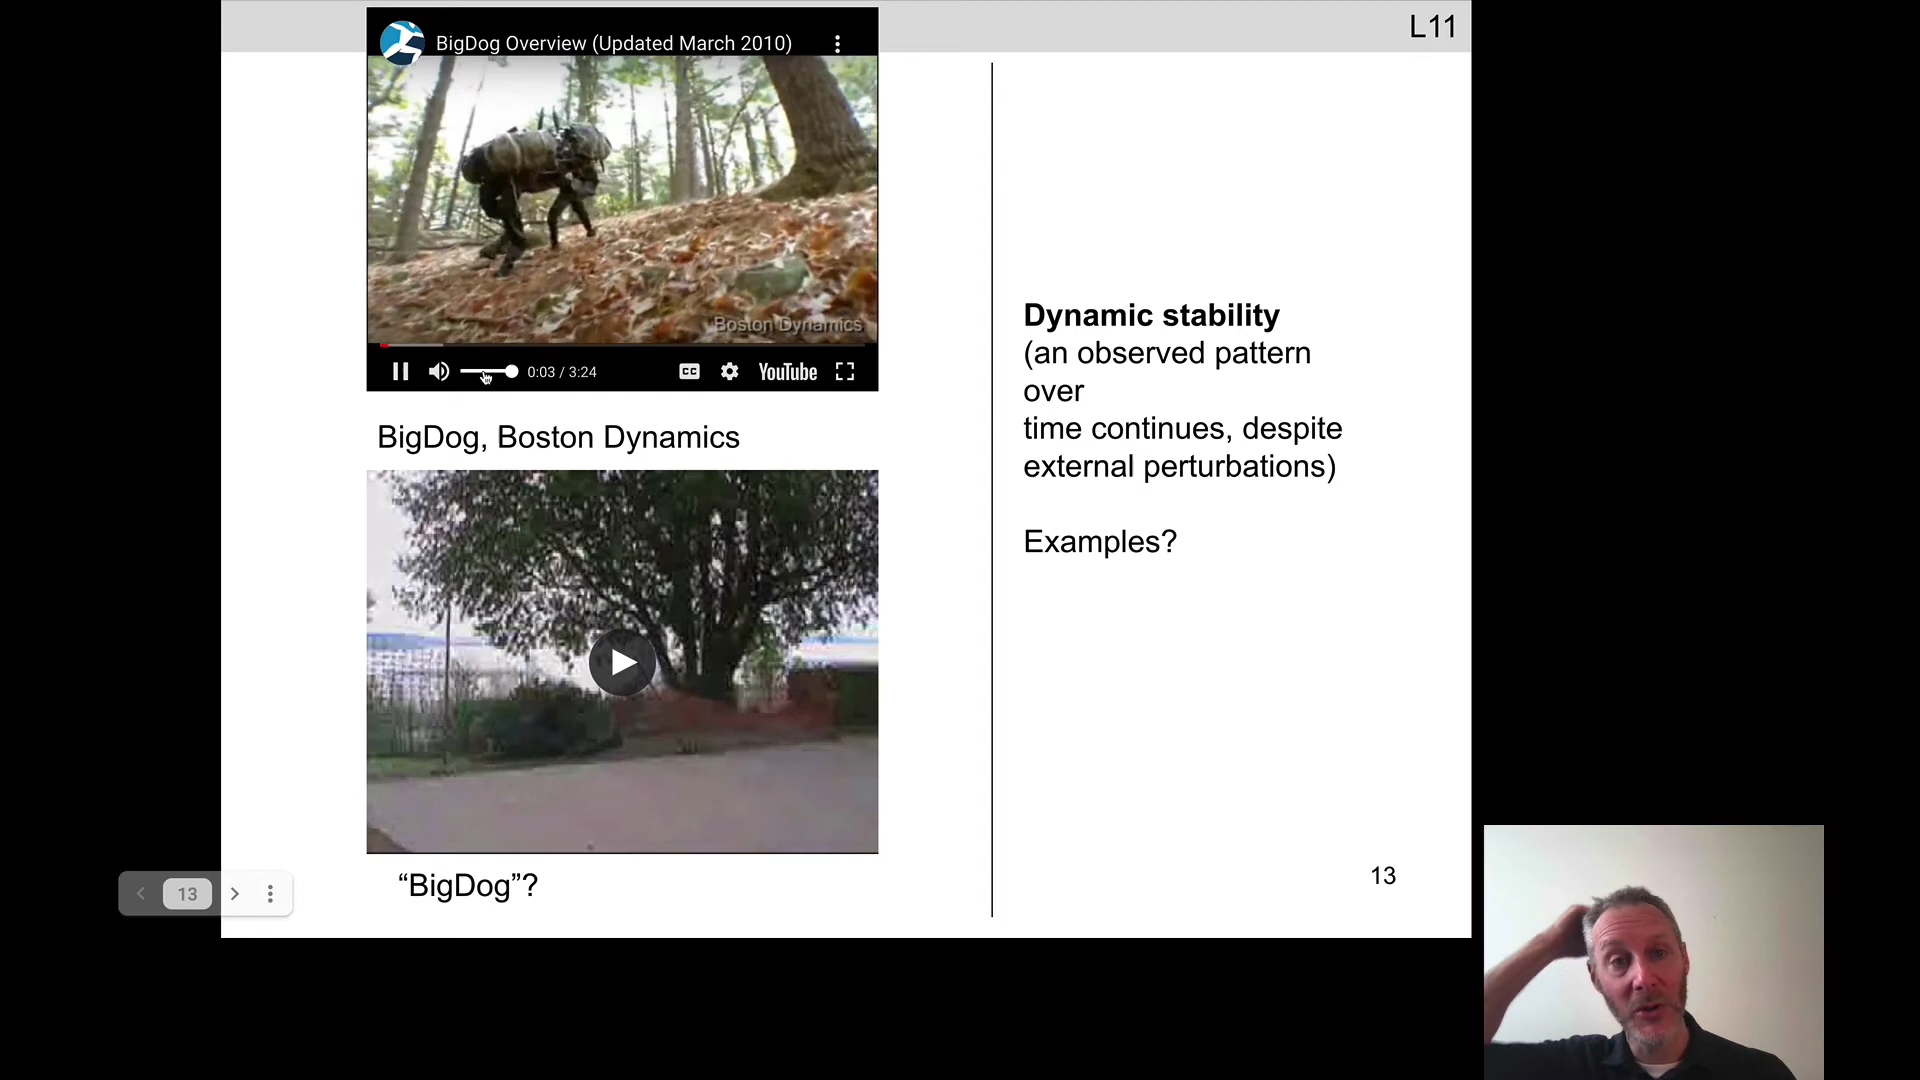 L11
BigDog Overview (Updated March 2010)
Boston Dynamics
0:03 / 3:24
CC
YouTube
BigDog, Boston Dynamics
“BigDog”?
Dynamic stability
(an observed pattern
over
time continues, despite
external perturbations)
Examples?
13
13